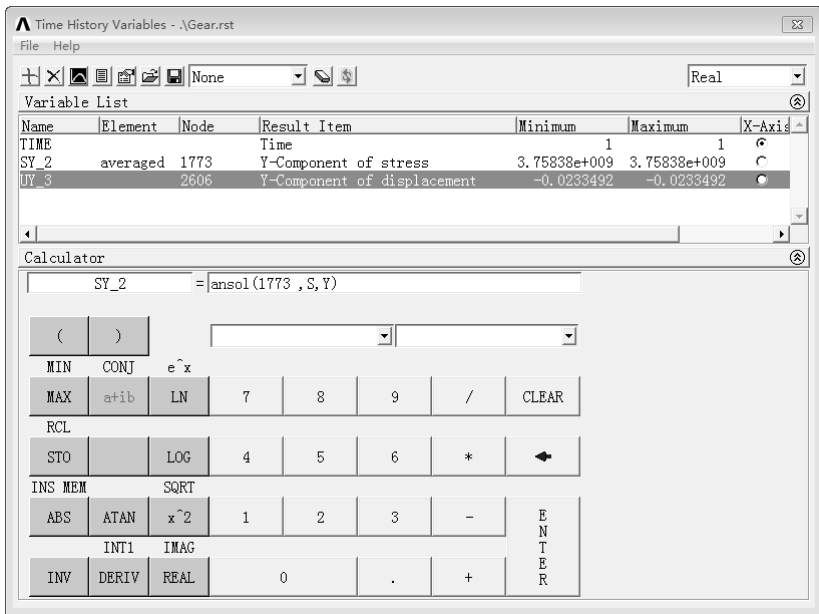 Time History Variables - .\Gear.rst
File Help
None Real
Variable List
Name Element Node Result Item Minimum Maximum X-Axis
TIME Time 1 1
SY_2 averaged 1773 Y-Component of stress 3.75838e+009 3.75838e+009
UY_3 2606 Y-Component of displacement -0.0233492 -0.0233492
Calculator
SY_2 = ansol(1773 ,S,Y)
( )
MIN CONJ e^x
MAX a+ib LN 7 8 9 / CLEAR
RCL
STO LOG 4 5 6 *
INS MEM SQRT
ABS ATAN x^2 1 2 3 - ENTER
INT1 IMAG
INV DERIV REAL 0 . +